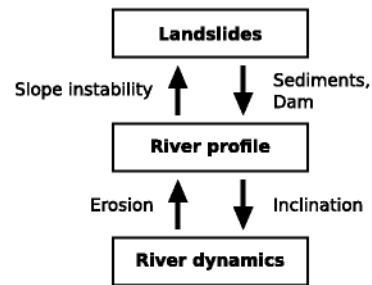 Landslides
Slope instability
Sediments,
Dam
River profile
Erosion
Inclination
River dynamics